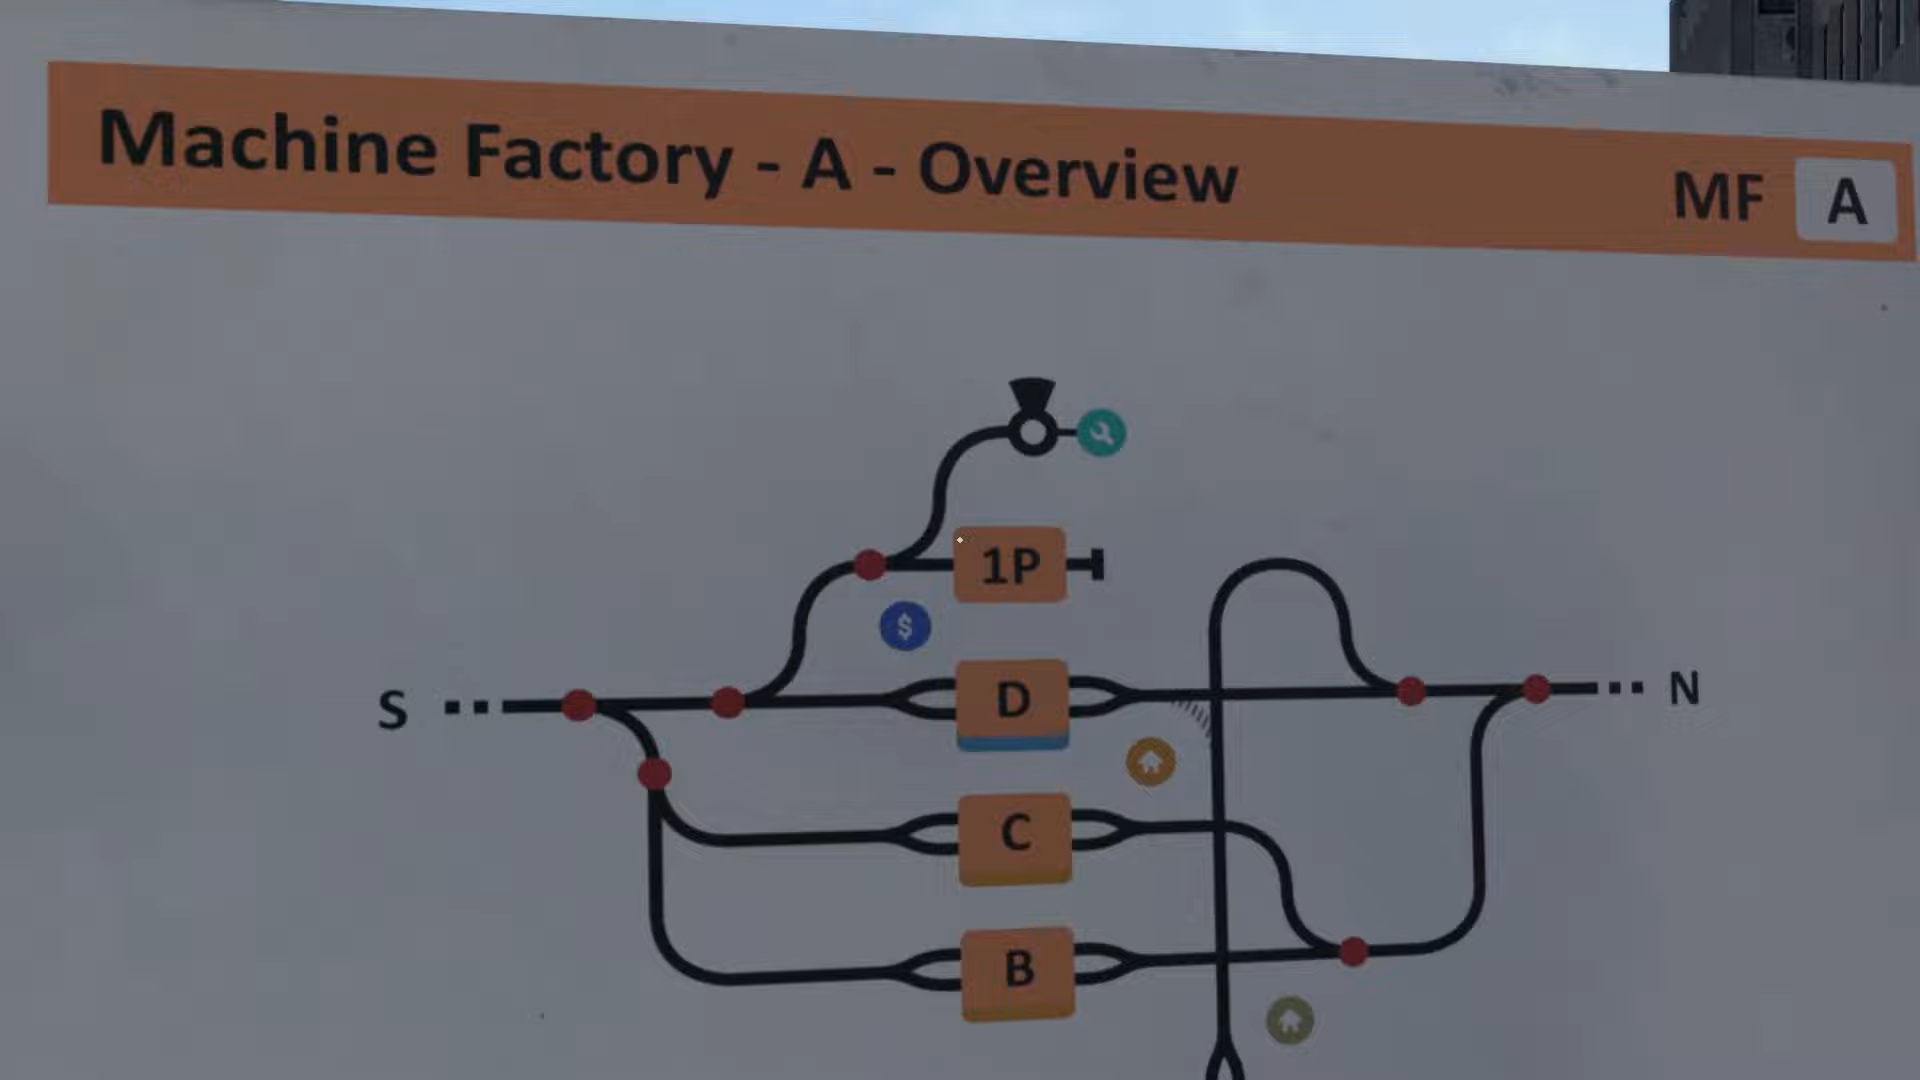 Machine Factory - A - Overview MF A
$
1P
S D N
C
B